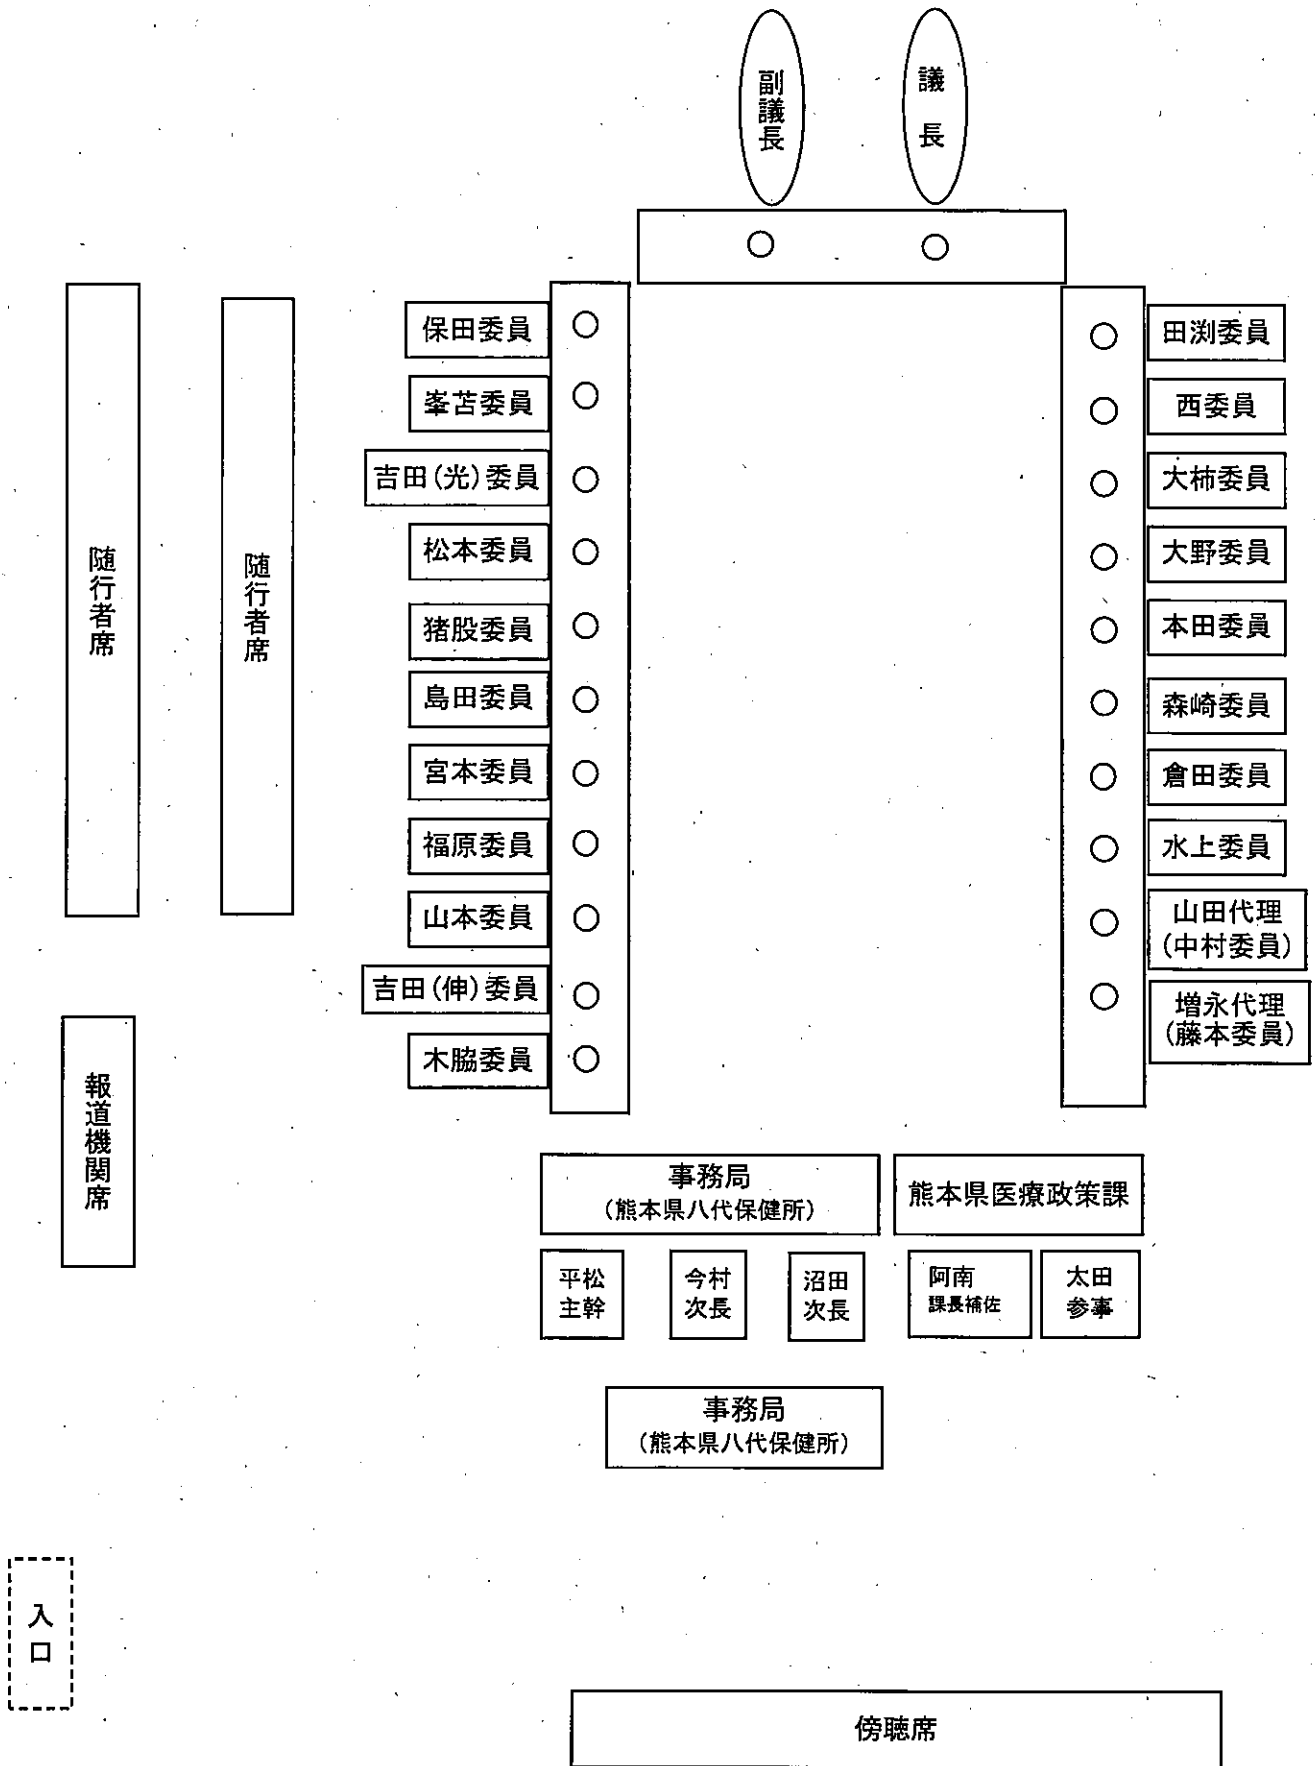 副議長
議長
保田委員
峯苫委員
吉田(光)委員
松本委員
猪股委員
島田委員
宮本委員
福原委員
山本委員
吉田(伸)委員
木脇委員
田渕委員
西委員
大柿委員
大野委員
本田委員
森崎委員
倉田委員
水上委員
山田代理
(中村委員)
増永代理
(藤本委員)
随行者席
随行者席
報道機関席
事務局
(熊本県八代保健所)
熊本県医療政策課
平松
主幹
今村
次長
沼田
次長
阿南
課長補佐
太田
参事
事務局
(熊本県八代保健所)
入口
傍聴席